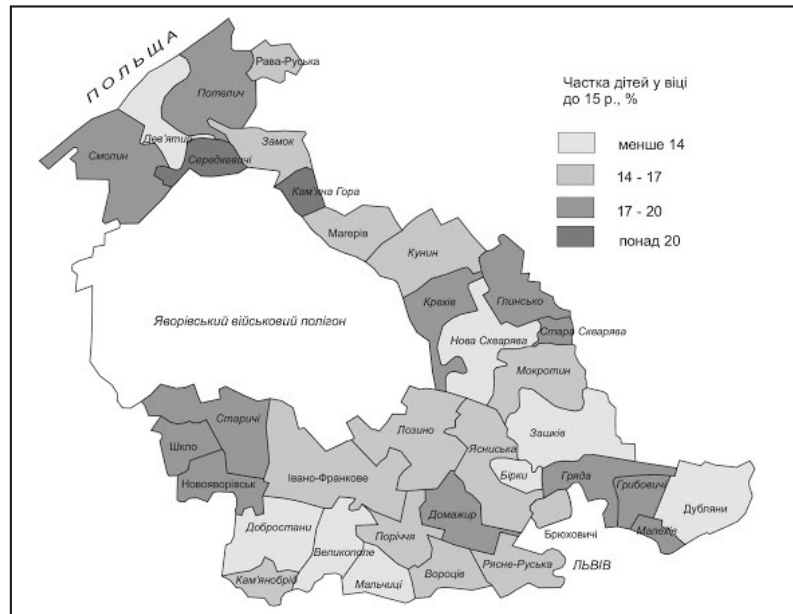 ПОЛЬЩА
Рава-Руська
Потелич
Частка дітей у віці
до 15 р., %
Дев'ятир
Замок
менше 14
Смолин
Середкевичі
14 - 17
Кам'яна Гора
17 - 20
Магерів
понад 20
Кунин
Крехів
Глинсько
Яворівський військовий полігон
Стара Скварява
Нова Скварява
Мокротин
Старичі
Лозино
Зашків
Шкло
Ясниська
Івано-Франкове
Бірки
Гряда
Новояворівськ
Грибовичі
Домажир
Дубляни
Добростани
Поріччя
Брюховичі
Малехів
Великополе
ЛЬВІВ
Кам'янобрід
Мальчиці
Вороців
Рясне-Руська